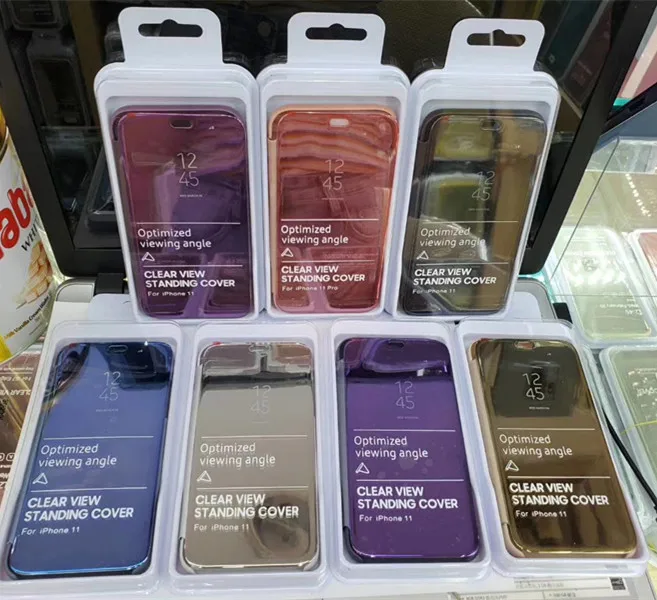 12
45
Optimized
viewing angle
CLEAR VIEW
STANDING COVER
For iPhone 11
12
45
Optimized
viewing angle
CLEAR VIEW
STANDING COVER
For iPhone 11 Pro
12
45
Optimized
viewing angle
CLEAR VIEW
STANDING COVER
For iPhone 11
12
45
Optimized
viewing angle
CLEAR VIEW
STANDING COVER
For iPhone 11
12
45
Optimized
viewing angle
CLEAR VIEW
STANDING COVER
For iPhone 11
12
45
Optimized
viewing angle
CLEAR VIEW
STANDING COVER
For iPhone 11
12
45
Optimized
viewing angle
CLEAR VIEW
STANDING COVER
For iPhone 11